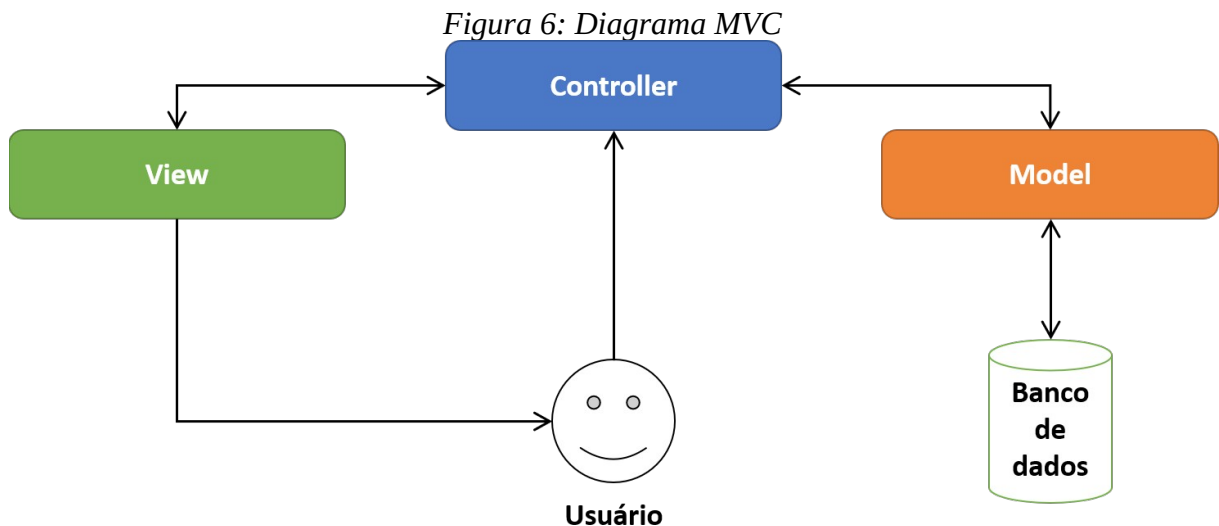 Figura 6: Diagrama MVC
Controller
View
Model
Banco
de
dados
Usuário